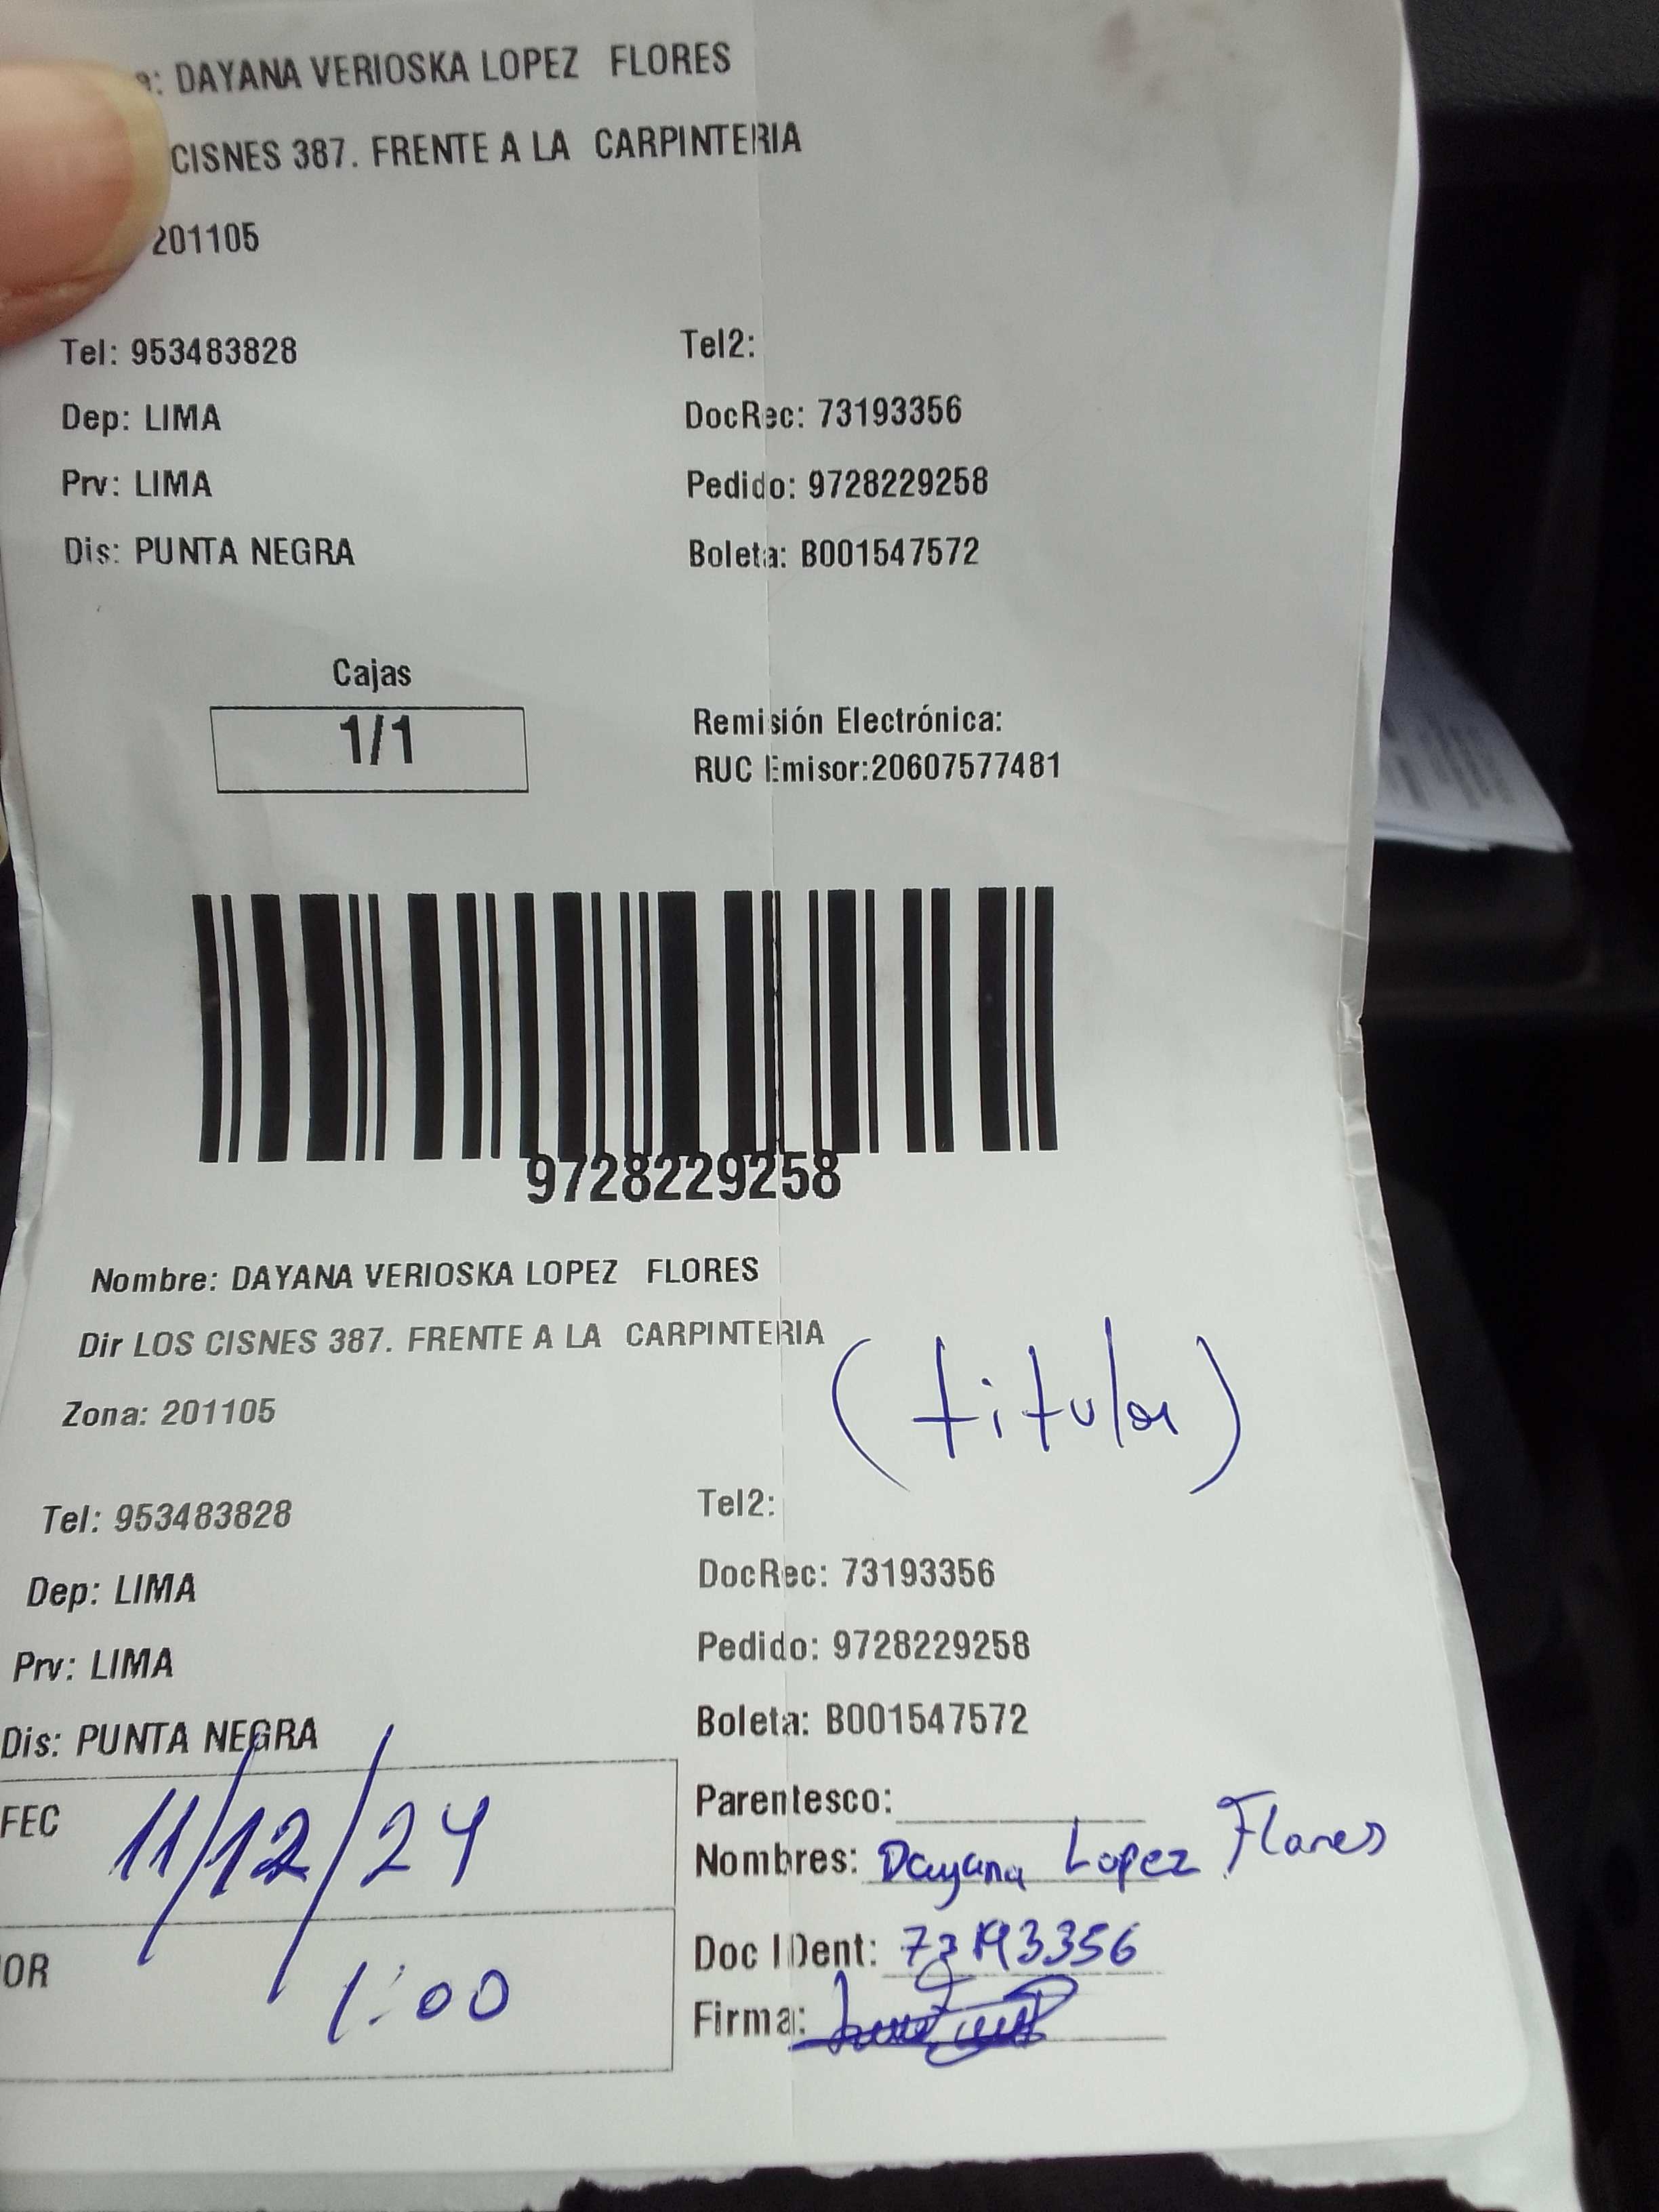 : DAYANA VERIOSKA LOPEZ FLORES
CISNES 387. FRENTE A LA CARPINTERIA
201105
Tel: 953483828 Tel2:
Dep: LIMA DocRec: 73193356
Prv: LIMA Pedido: 9728229258
Dis: PUNTA NEGRA Boleta: B001547572
Cajas
1/1
Remisión Electrónica:
RUC Emisor:20607577481
9728229258
Nombre: DAYANA VERIOSKA LOPEZ FLORES
Dir LOS CISNES 387. FRENTE A LA CARPINTERIA
(titular)
Zona: 201105
Tel: 953483828 Tel2:
Dep: LIMA DocRec: 73193356
Prv: LIMA Pedido: 9728229258
Dis: PUNTA NEGRA Boleta: B001547572
FEC 11/12/24
OR 1:00
Parentesco:
Nombres: Dayana Lopez Flores
Doc IDent: 73193356
Firma: